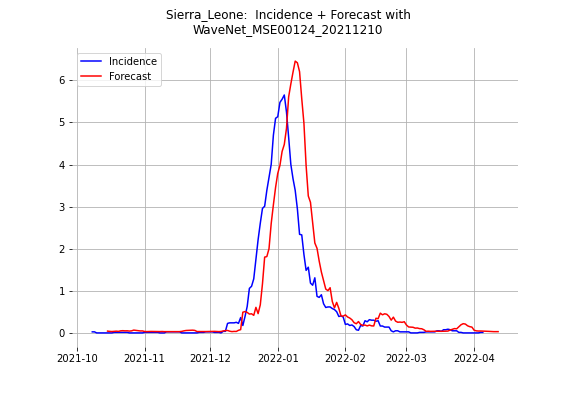 Sierra_Leone:  Incidence + Forecast with
WaveNet_MSE00124_20211210
Incidence
Forecast
6
5
4
3
2
1
0
2021-10 2021-11 2021-12 2022-01 2022-02 2022-03 2022-04